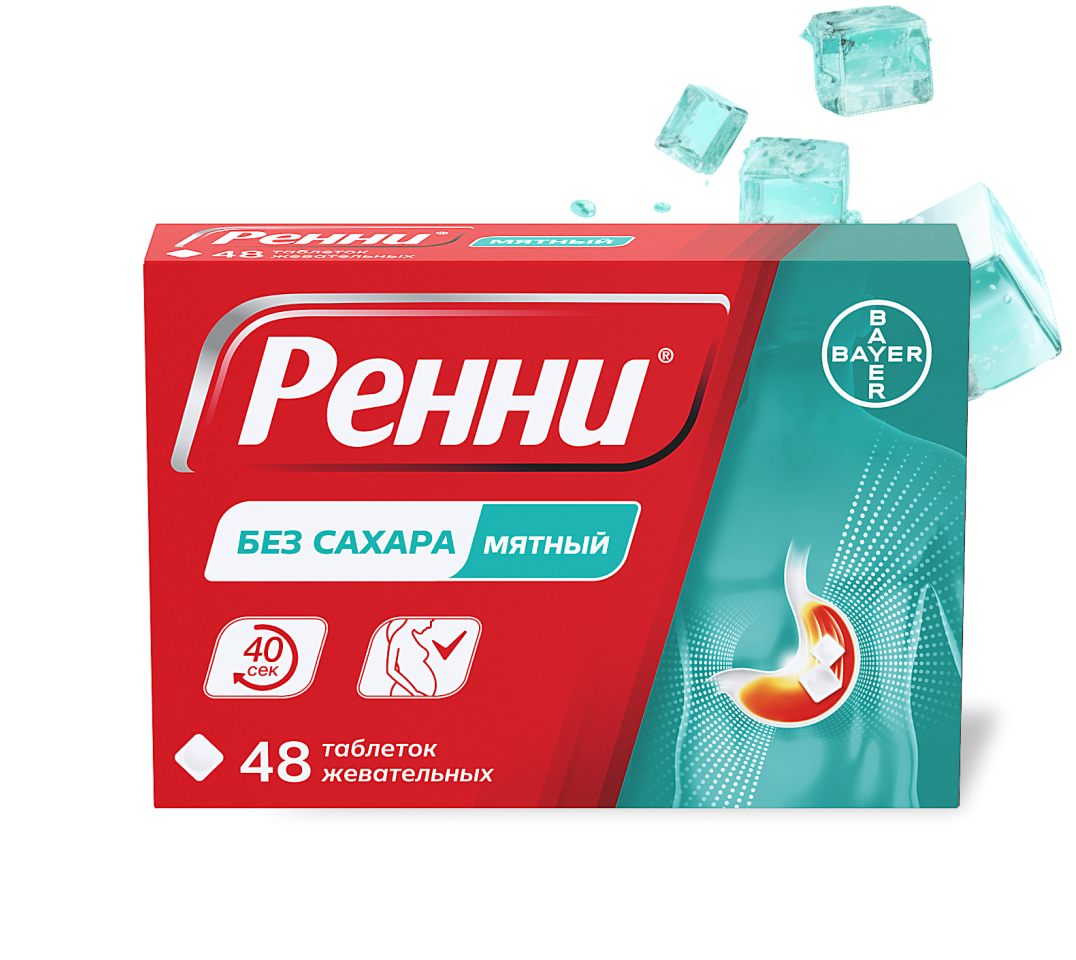 Ренни®
МЯТНЫЙ
48 таблеток
жевательных
Ренни®
BAYER
BAYER
БЕЗ САХАРА
МЯТНЫЙ
40
сек
48 таблеток
жевательных